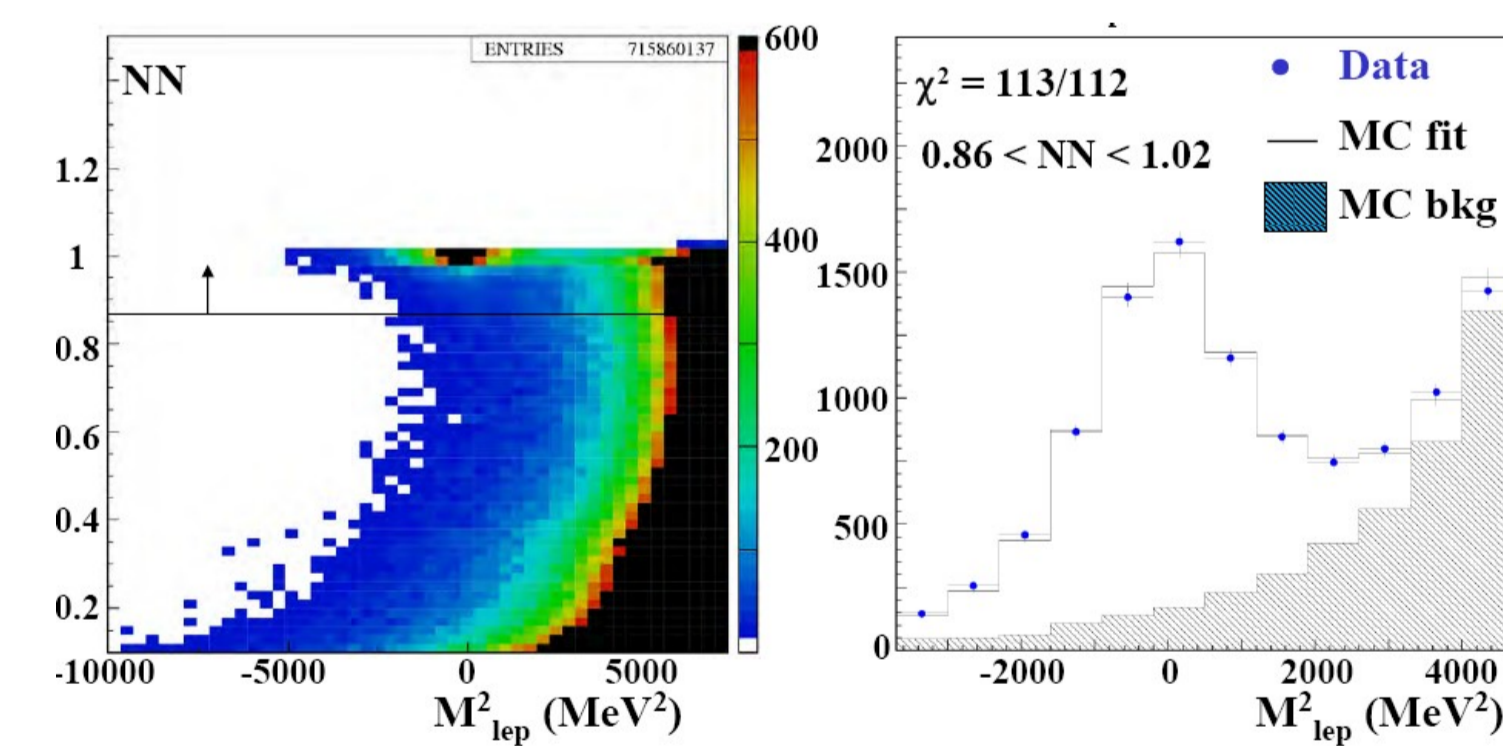 ENTRIES 715860137
NN
1.2
1
0.8
0.6
0.4
0.2
-10000 -5000 0 5000
M²lep (MeV²)
600
400
200
χ² = 113/112
0.86 < NN < 1.02
Data
MC fit
MC bkg
2000
1500
1000
500
0
-2000 0 2000 4000
M²lep (MeV²)